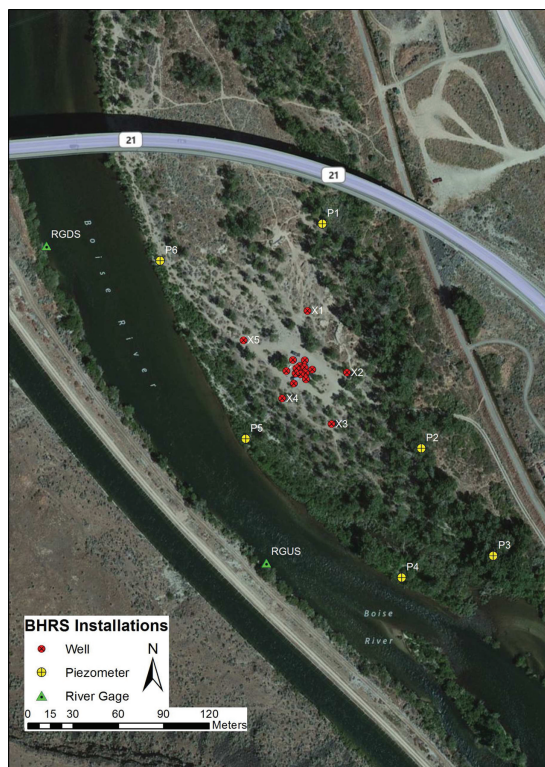 21
21
P1
RGDS
Boise River
P6
X1
X5
X2
X4
X3
P5
P2
P3
RGUS
P4
Boise
River
BHRS Installations
Well
Piezometer
River Gage
N
0 15 30 60 90 120
Meters